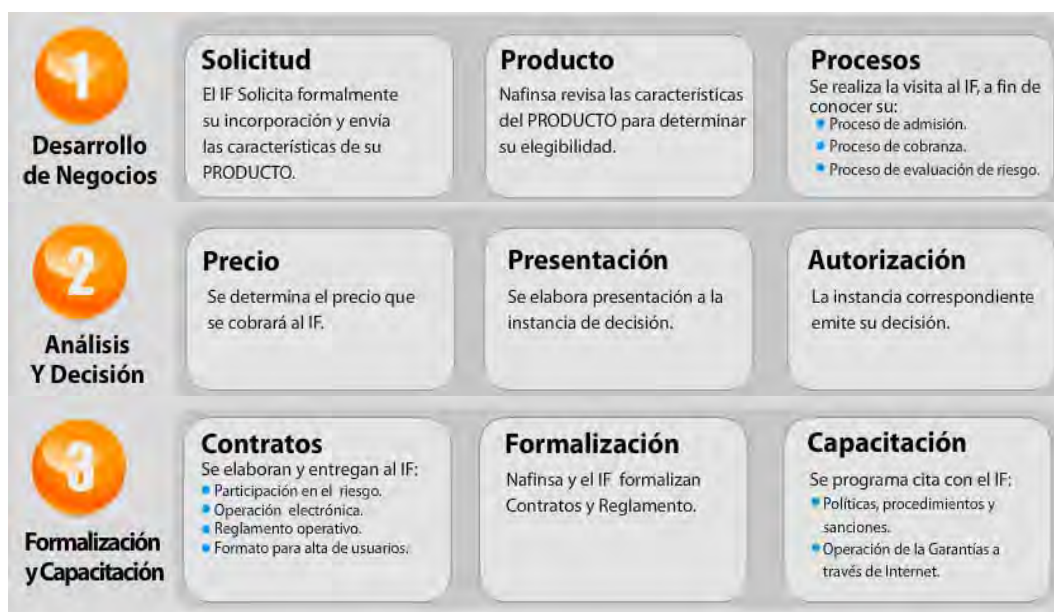 1
Desarrollo
de Negocios
Solicitud
El IF Solicita formalmente
su incorporación y envía
las características de su
PRODUCTO.
Producto
Nafinsa revisa las características
del PRODUCTO para determinar
su elegibilidad.
Procesos
Se realiza la visita al IF, a fin de
conocer su:
Proceso de admisión.
Proceso de cobranza.
Proceso de evaluación de riesgo.
2
Análisis
Y Decisión
Precio
Se determina el precio que
se cobrará al IF.
Presentación
Se elabora presentación a la
instancia de decisión.
Autorización
La instancia correspondiente
emite su decisión.
3
Formalización
y Capacitación
Contratos
Se elaboran y entregan al IF:
Participación en el riesgo.
Operación electrónica.
Reglamento operativo.
Formato para alta de usuarios.
Formalización
Nafinsa y el IF formalizan
Contratos y Reglamento.
Capacitación
Se programa cita con el IF:
Políticas, procedimientos y
sanciones.
Operación de la Garantías a
través de Internet.